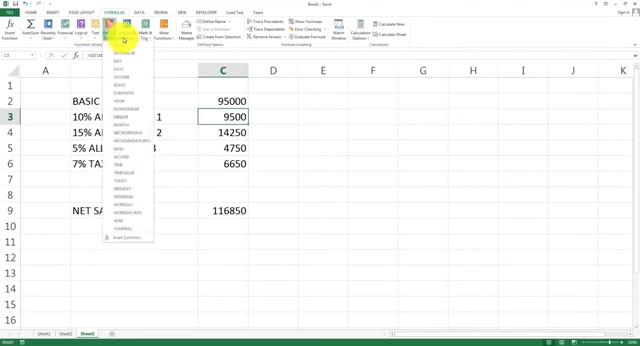 Book1 - Excel
Sign in
FILE
HOME
INSERT
PAGE LAYOUT
FORMULAS
DATA
REVIEW
VIEW
DEVELOPER
Load Test
Team
Insert Function
AutoSum
Recently Used
Financial
Logical
Text
Math & Trig
More Functions
Name Manager
Define Name
Use in Formula
Create from Selection
Trace Precedents
Trace Dependents
Remove Arrows
Show Formulas
Error Checking
Evaluate Formula
Watch Window
Calculation Options
Calculate Now
Calculate Sheet
Defined Names
Formula Auditing
Calculation
C3
A C D E F G H I J K
1
2 BASIC 95000
3 10% 1 9500
4 15% 2 14250
5 5% 3 4750
6 7% TAX 6650
7
8
9 NET 116850
10
11
12
13
14
15
16
DATEVALUE
DAY
DAYS
DAYS360
EDATE
EOMONTH
HOUR
ISOWEEKNUM
MINUTE
MONTH
NETWORKDAYS
NETWORKDAYS.INTL
NOW
SECOND
TIME
TIMEVALUE
TODAY
WEEKDAY
WEEKNUM
WORKDAY
WORKDAY.INTL
YEAR
YEARFRAC
Insert Function...
Sheet1
Sheet2
Sheet3